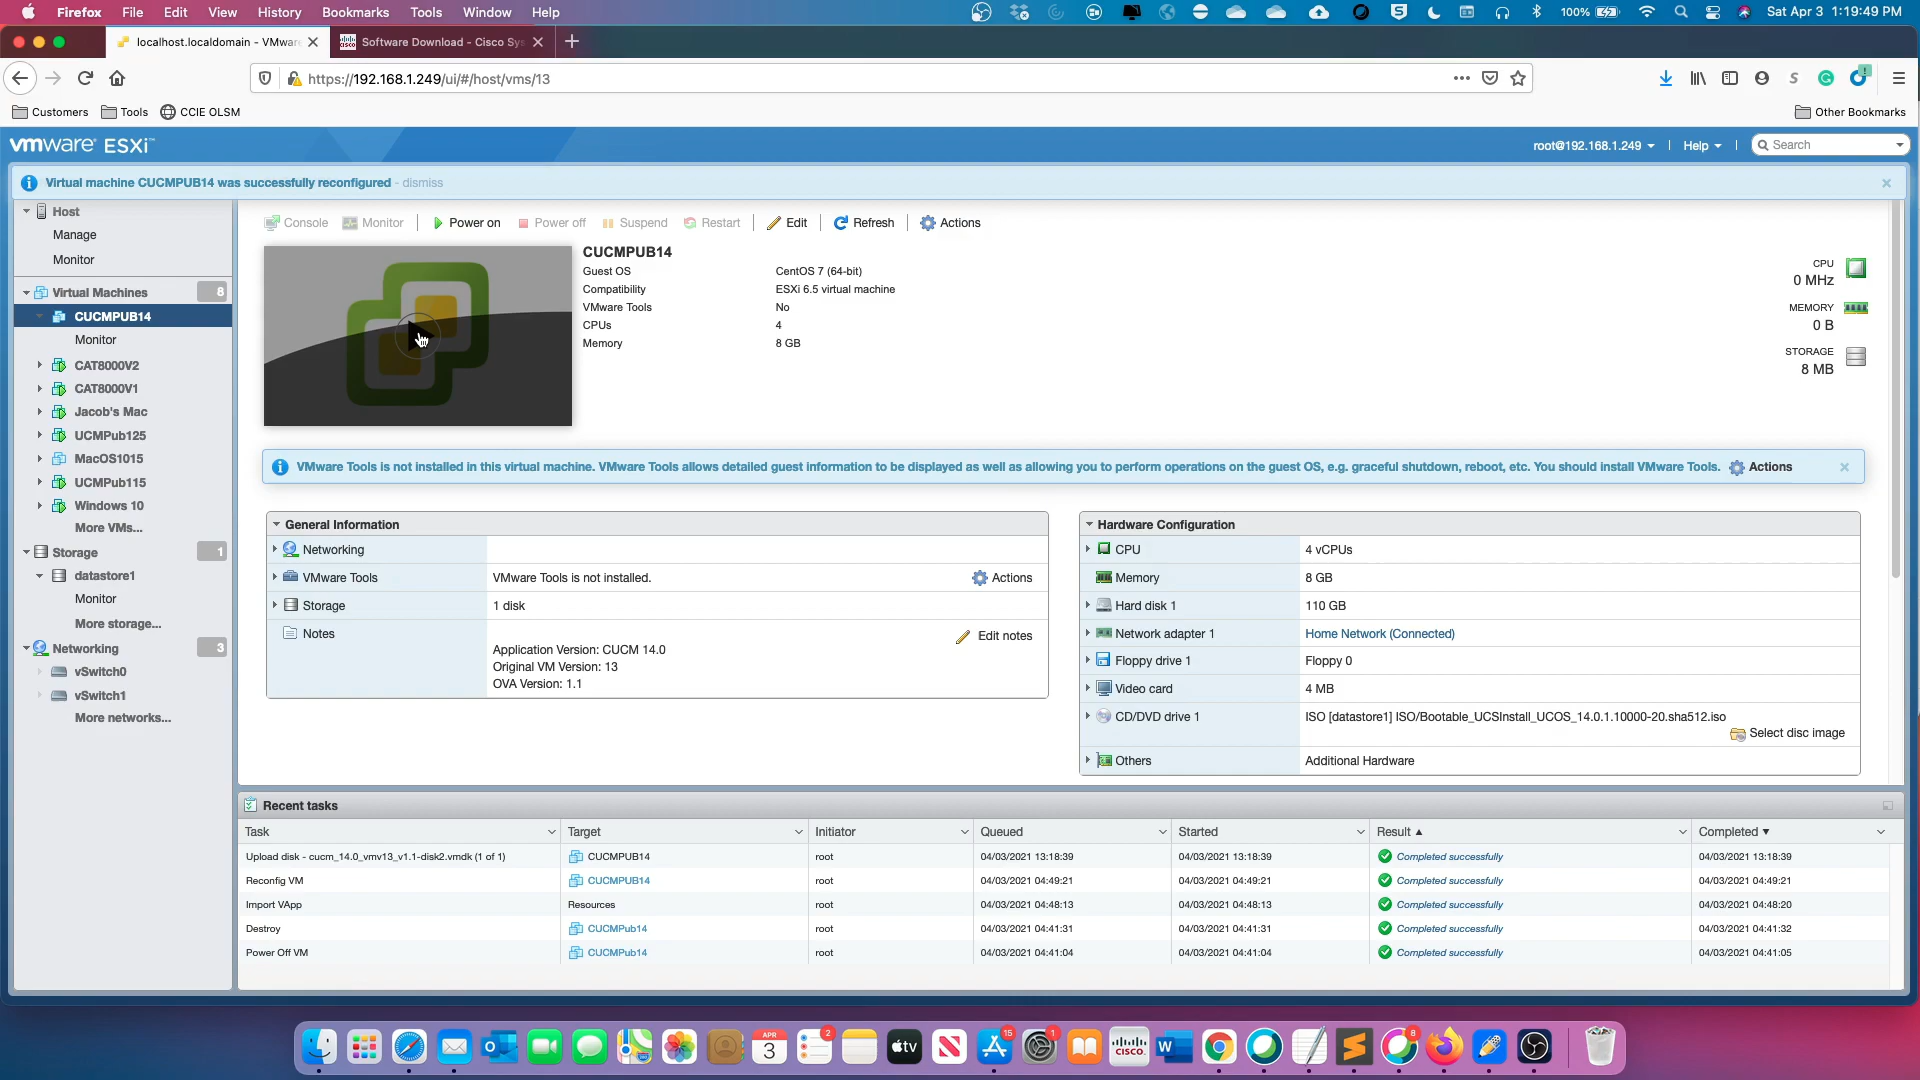 Firefox File Edit View History Bookmarks Tools Window Help 100% Sat Apr 3 1:19:49 PM
localhost.localdomain - VMware Software Download - Cisco Sys
https://192.168.1.249/ui/#/host/vms/13
Customers Tools CCIE OLSM Other Bookmarks
vmware ESXi™ root@192.168.1.249 Help Search
Virtual machine CUCMPUB14 was successfully reconfigured - dismiss
Host
Manage
Monitor
Virtual Machines 8
CUCMPUB14
Monitor
CAT8000V2
CAT8000V1
Jacob's Mac
UCMPub125
MacOS1015
UCMPub115
Windows 10
More VMs...
Storage 1
datastore1
Monitor
More storage...
Networking 3
vSwitch0
vSwitch1
More networks...
Console Monitor Power on Power off Suspend Restart Edit Refresh Actions
CUCMPUB14
Guest OS CentOS 7 (64-bit)
Compatibility ESXi 6.5 virtual machine
VMware Tools No
CPUs 4
Memory 8 GB
CPU
0 MHz
MEMORY
0 B
STORAGE
8 MB
VMware Tools is not installed in this virtual machine. VMware Tools allows detailed guest information to be displayed as well as allowing you to perform operations on the guest OS, e.g. graceful shutdown, reboot, etc. You should install VMware Tools. Actions
General Information
Networking
VMware Tools VMware Tools is not installed. Actions
Storage 1 disk
Notes Edit notes
Application Version: CUCM 14.0
Original VM Version: 13
OVA Version: 1.1
Hardware Configuration
CPU 4 vCPUs
Memory 8 GB
Hard disk 1 110 GB
Network adapter 1 Home Network (Connected)
Floppy drive 1 Floppy 0
Video card 4 MB
CD/DVD drive 1 ISO [datastore1] ISO/Bootable_UCSInstall_UCOS_14.0.1.10000-20.sha512.iso
Select disc image
Others Additional Hardware
Recent tasks
Task Target Initiator Queued Started Result Completed
Upload disk - cucm_14.0_vmv13_v1.1-disk2.vmdk (1 of 1) CUCMPUB14 root 04/03/2021 13:18:39 04/03/2021 13:18:39 Completed successfully 04/03/2021 13:18:39
Reconfig VM CUCMPUB14 root 04/03/2021 04:49:21 04/03/2021 04:49:21 Completed successfully 04/03/2021 04:49:21
Import VApp Resources root 04/03/2021 04:48:13 04/03/2021 04:48:13 Completed successfully 04/03/2021 04:48:20
Destroy CUCMPub14 root 04/03/2021 04:41:31 04/03/2021 04:41:31 Completed successfully 04/03/2021 04:41:32
Power Off VM CUCMPub14 root 04/03/2021 04:41:04 04/03/2021 04:41:04 Completed successfully 04/03/2021 04:41:05
APR
3 2 tv 15 1 CISCO W 8